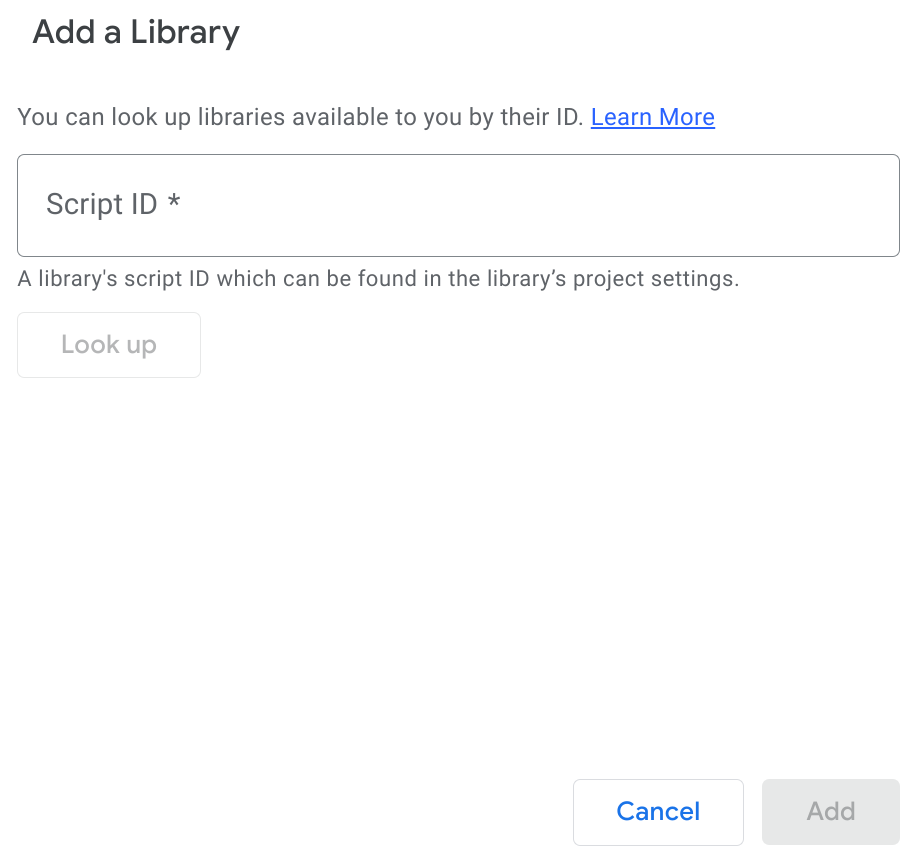 Add a Library
You can look up libraries available to you by their ID. Learn More
Script ID *
A library's script ID which can be found in the library’s project settings.
Look up
Cancel
Add